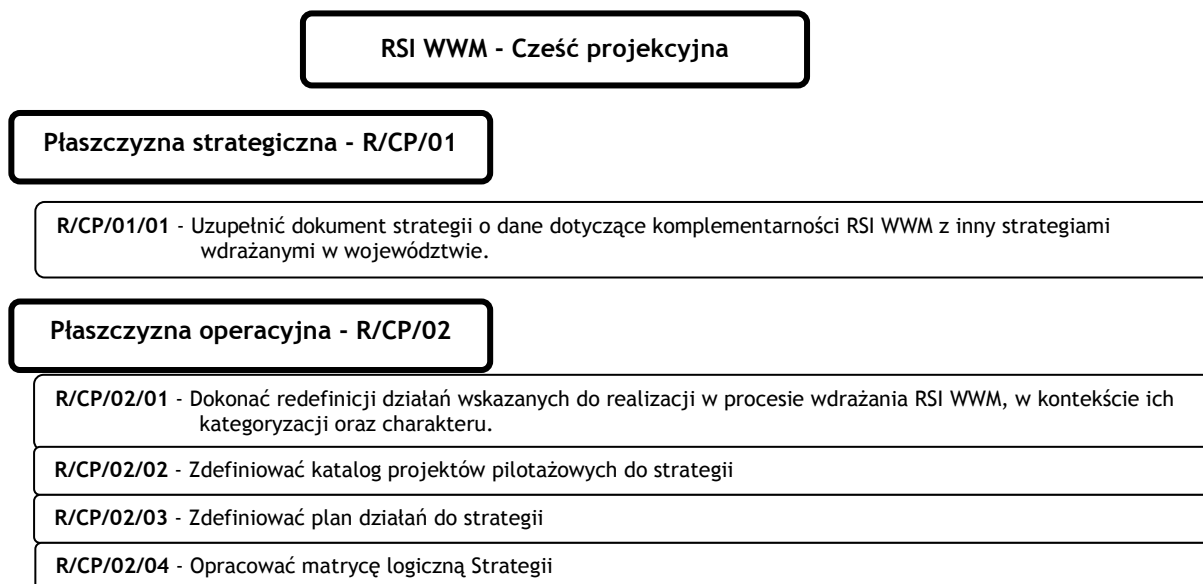 RSI WWM - Cześć projekcyjna
Płaszczyzna strategiczna - R/CP/01
R/CP/01/01 - Uzupełnić dokument strategii o dane dotyczące komplementarności RSI WWM z inny strategiami
wdrażanymi w województwie.
Płaszczyzna operacyjna - R/CP/02
R/CP/02/01 - Dokonać redefinicji działań wskazanych do realizacji w procesie wdrażania RSI WWM, w kontekście ich
kategoryzacji oraz charakteru.
R/CP/02/02 - Zdefiniować katalog projektów pilotażowych do strategii
R/CP/02/03 - Zdefiniować plan działań do strategii
R/CP/02/04 - Opracować matrycę logiczną Strategii